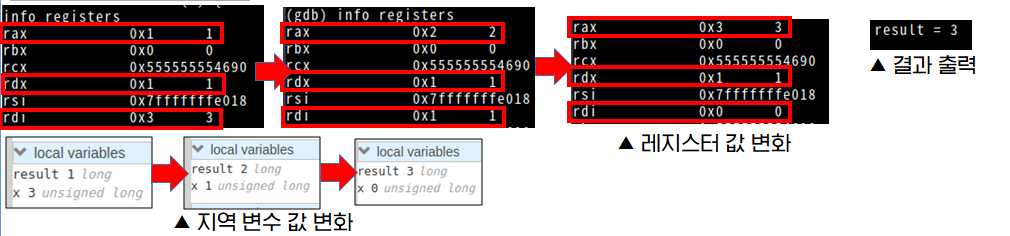 info registers
rax 0x1 1
rbx 0x0 0
rcx 0x555555554690
rdx 0x1 1
rsi 0x7fffffffe018
rdi 0x3 3
(gdb) info registers
rax 0x2 2
rbx 0x0 0
rcx 0x555555554690
rdx 0x1 1
rsi 0x7fffffffe018
rdi 0x1 1
rax 0x3 3
rbx 0x0 0
rcx 0x555555554690
rdx 0x1 1
rsi 0x7fffffffe018
rdi 0x0 0
▲ 레지스터 값 변화
result = 3
▲ 결과 출력
local variables
result 1 long
x 3 unsigned long
local variables
result 2 long
x 1 unsigned long
local variables
result 3 long
x 0 unsigned long
▲ 지역 변수 값 변화